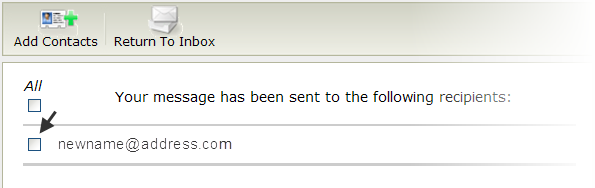 Add Contacts Return To Inbox
All
Your message has been sent to the following recipients:
newname@address.com